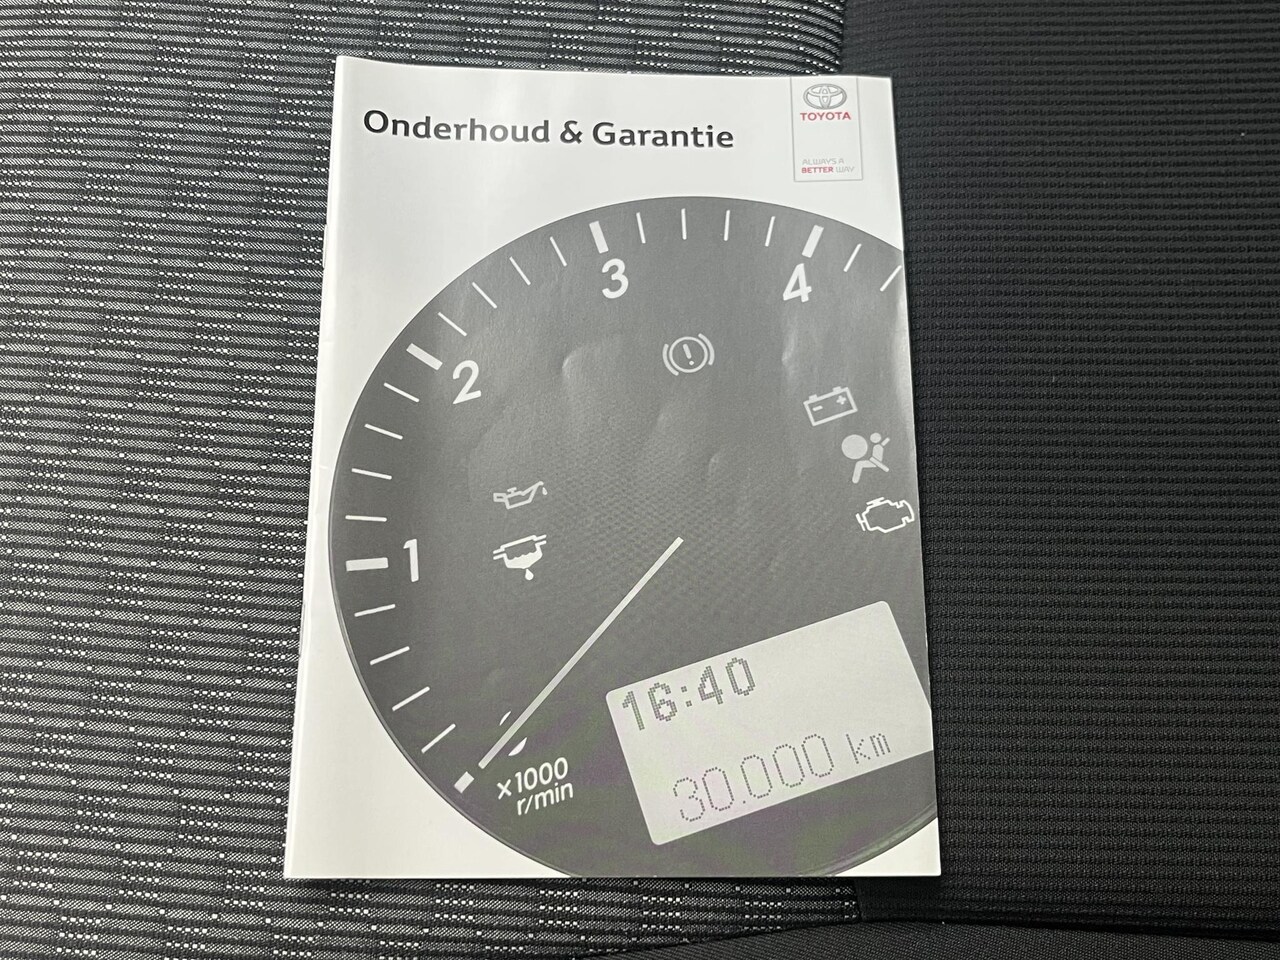 Onderhoud & Garantie
TOYOTA
ALWAYS A
BETTER WAY
3
4
2
1
16:40
30.000 km
x1000
r/min